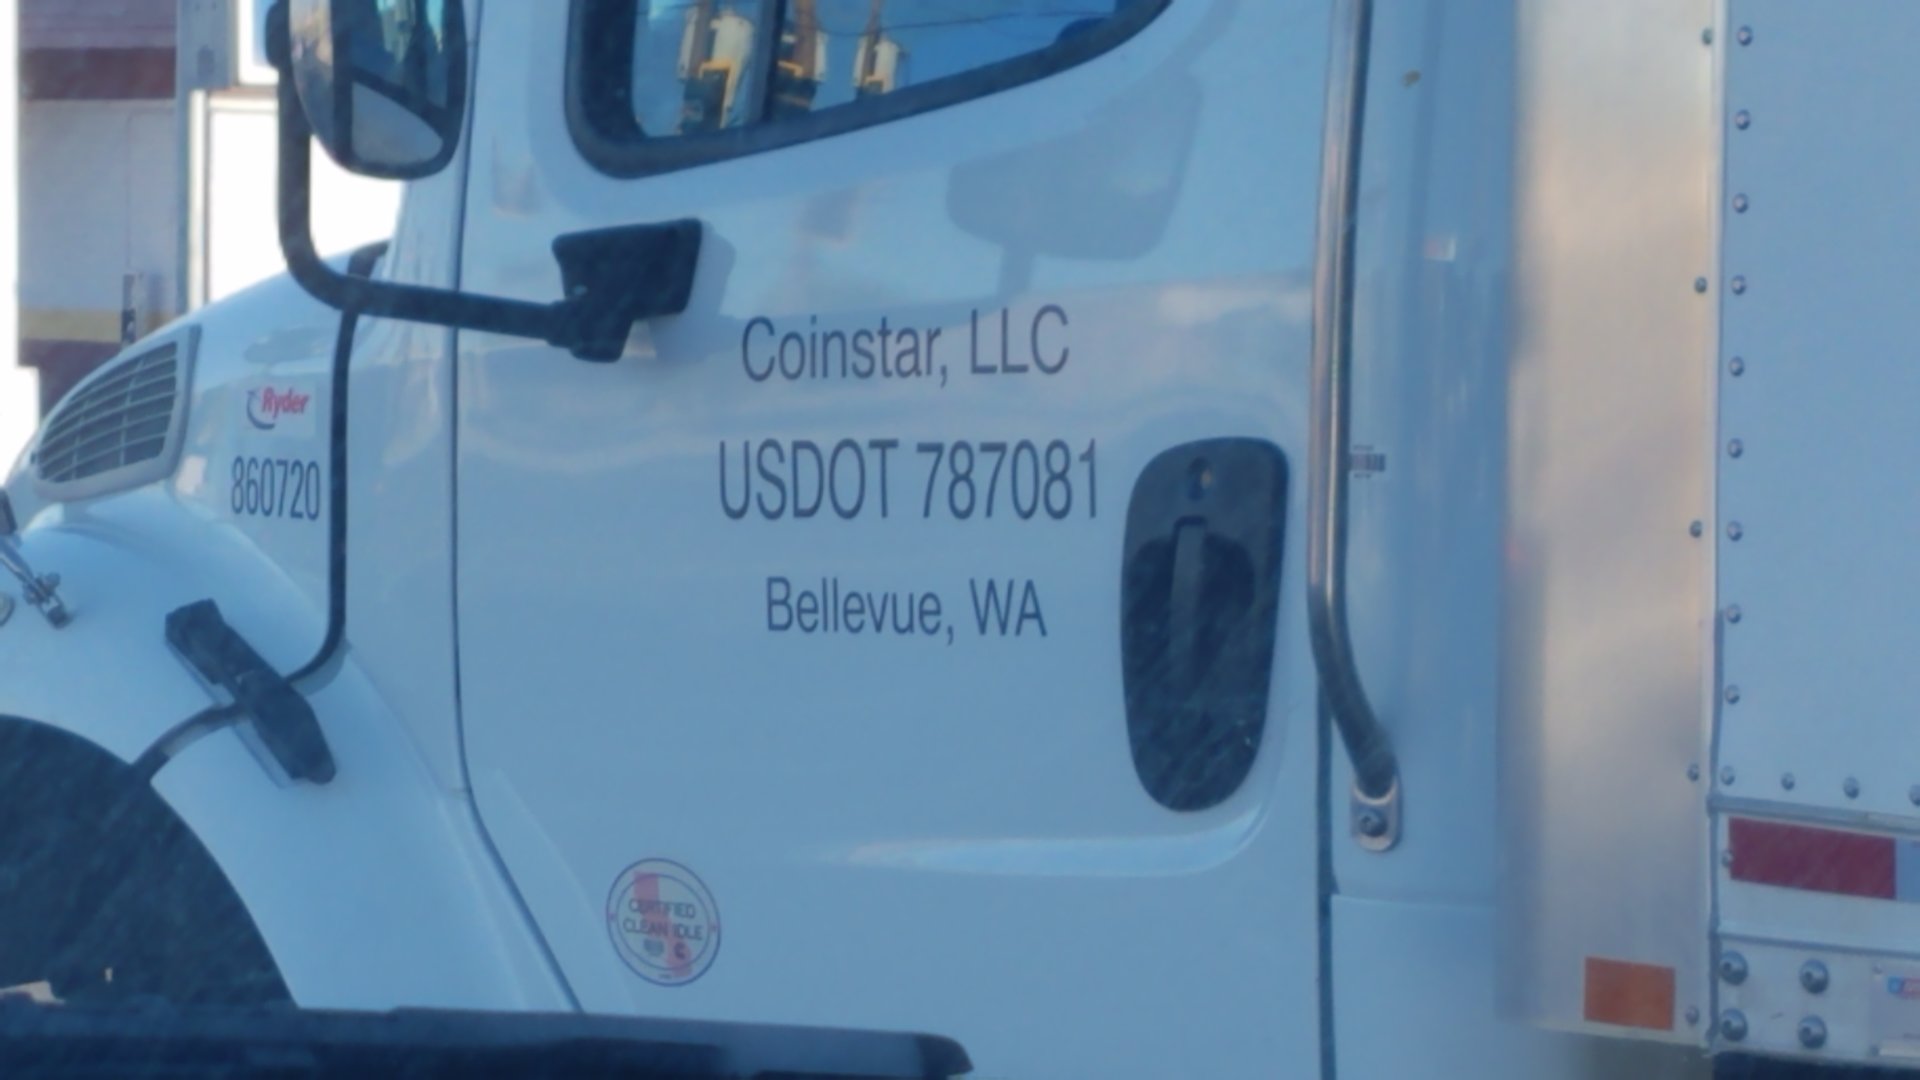 Coinstar, LLC
USDOT 787081
Bellevue, WA
Ryder
860720
CERTIFIED
CLEAN IDLE